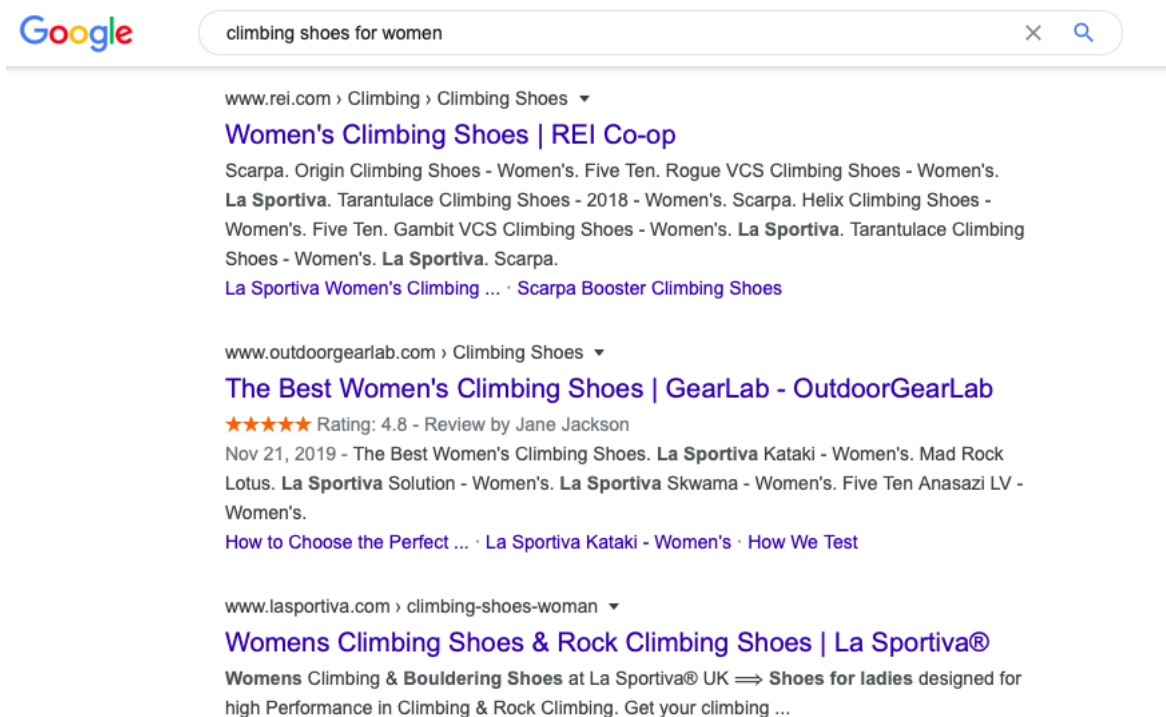 Google
climbing shoes for women
www.rei.com › Climbing › Climbing Shoes
Women's Climbing Shoes | REI Co-op
Scarpa. Origin Climbing Shoes - Women's. Five Ten. Rogue VCS Climbing Shoes - Women's.
La Sportiva. Tarantulace Climbing Shoes - 2018 - Women's. Scarpa. Helix Climbing Shoes -
Women's. Five Ten. Gambit VCS Climbing Shoes - Women's. La Sportiva. Tarantulace Climbing
Shoes - Women's. La Sportiva. Scarpa.
La Sportiva Women's Climbing ... · Scarpa Booster Climbing Shoes
www.outdoorgearlab.com › Climbing Shoes
The Best Women's Climbing Shoes | GearLab - OutdoorGearLab
★★★★★ Rating: 4.8 - Review by Jane Jackson
Nov 21, 2019 - The Best Women's Climbing Shoes. La Sportiva Kataki - Women's. Mad Rock
Lotus. La Sportiva Solution - Women's. La Sportiva Skwama - Women's. Five Ten Anasazi LV -
Women's.
How to Choose the Perfect ... · La Sportiva Kataki - Women's · How We Test
www.lasportiva.com › climbing-shoes-woman
Womens Climbing Shoes & Rock Climbing Shoes | La Sportiva®
Womens Climbing & Bouldering Shoes at La Sportiva® UK ⟹ Shoes for ladies designed for
high Performance in Climbing & Rock Climbing. Get your climbing ...